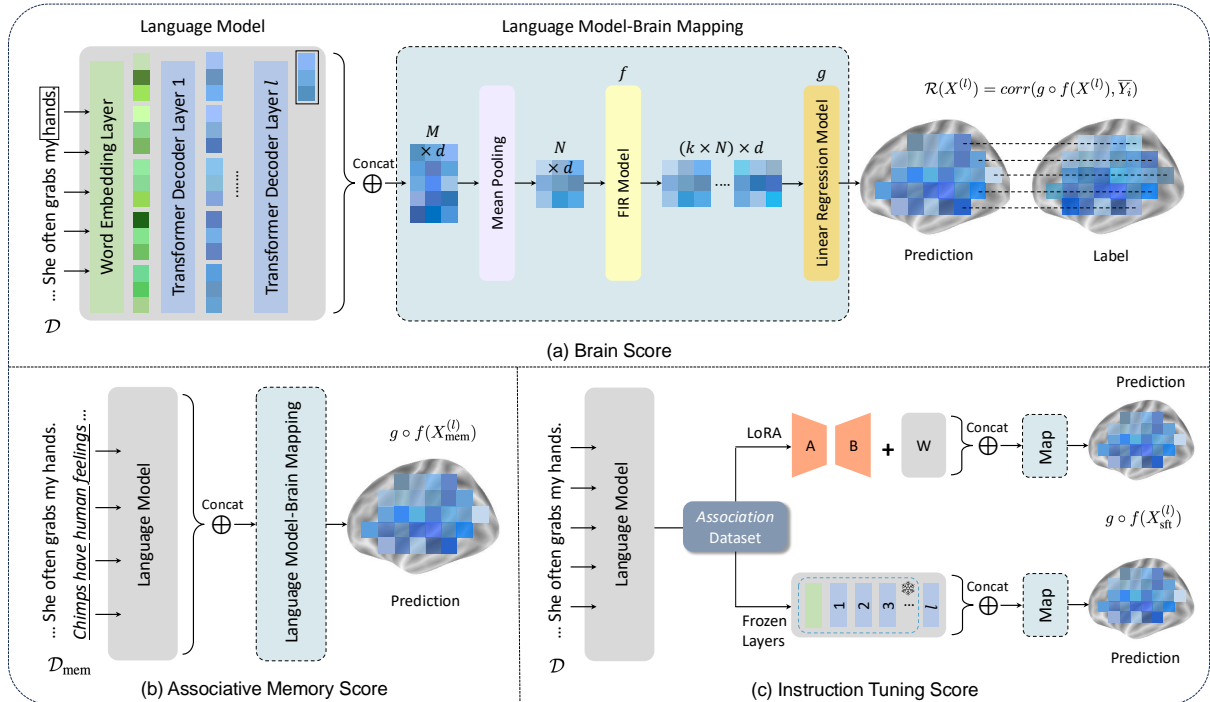 Language Model
Language Model-Brain Mapping
... She often grabs my hands.
𝒟
Word Embedding Layer
Transformer Decoder Layer 1
........
Transformer Decoder Layer l
Concat
⊕
M × d
Mean Pooling
N × d
f
FIR Model
(k × N) × d
....
g
Linear Regression Model
R(X^(l)) = corr(g ∘ f(X^(l)), Y̅_i)
Prediction
Label
(a) Brain Score
... She often grabs my hands.
Chimps have human feelings ...
𝒟_mem
Language Model
Concat
⊕
Language Model-Brain Mapping
g ∘ f(X_mem^(l))
Prediction
(b) Associative Memory Score
... She often grabs my hands.
𝒟
Language Model
Association
Dataset
LoRA
A
B
+
W
Concat
⊕
Map
Prediction
g ∘ f(X_sft^(l))
Frozen
Layers
1
2
3
...
l
Concat
⊕
Map
Prediction
(c) Instruction Tuning Score